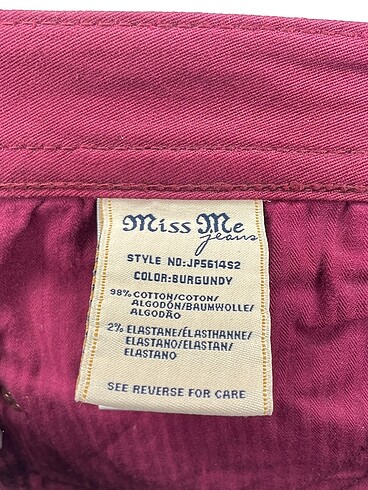 Miss Me
jeans
STYLE NO:JP5614S2
COLOR:BURGUNDY
98% COTTON/COTON/
ALGODÓN/BAUMWOLLE/
ALGODÃO
2% ELASTANE/ÉLASTHANNE/
ELASTANO/ELASTAN/
ELASTANO
SEE REVERSE FOR CARE